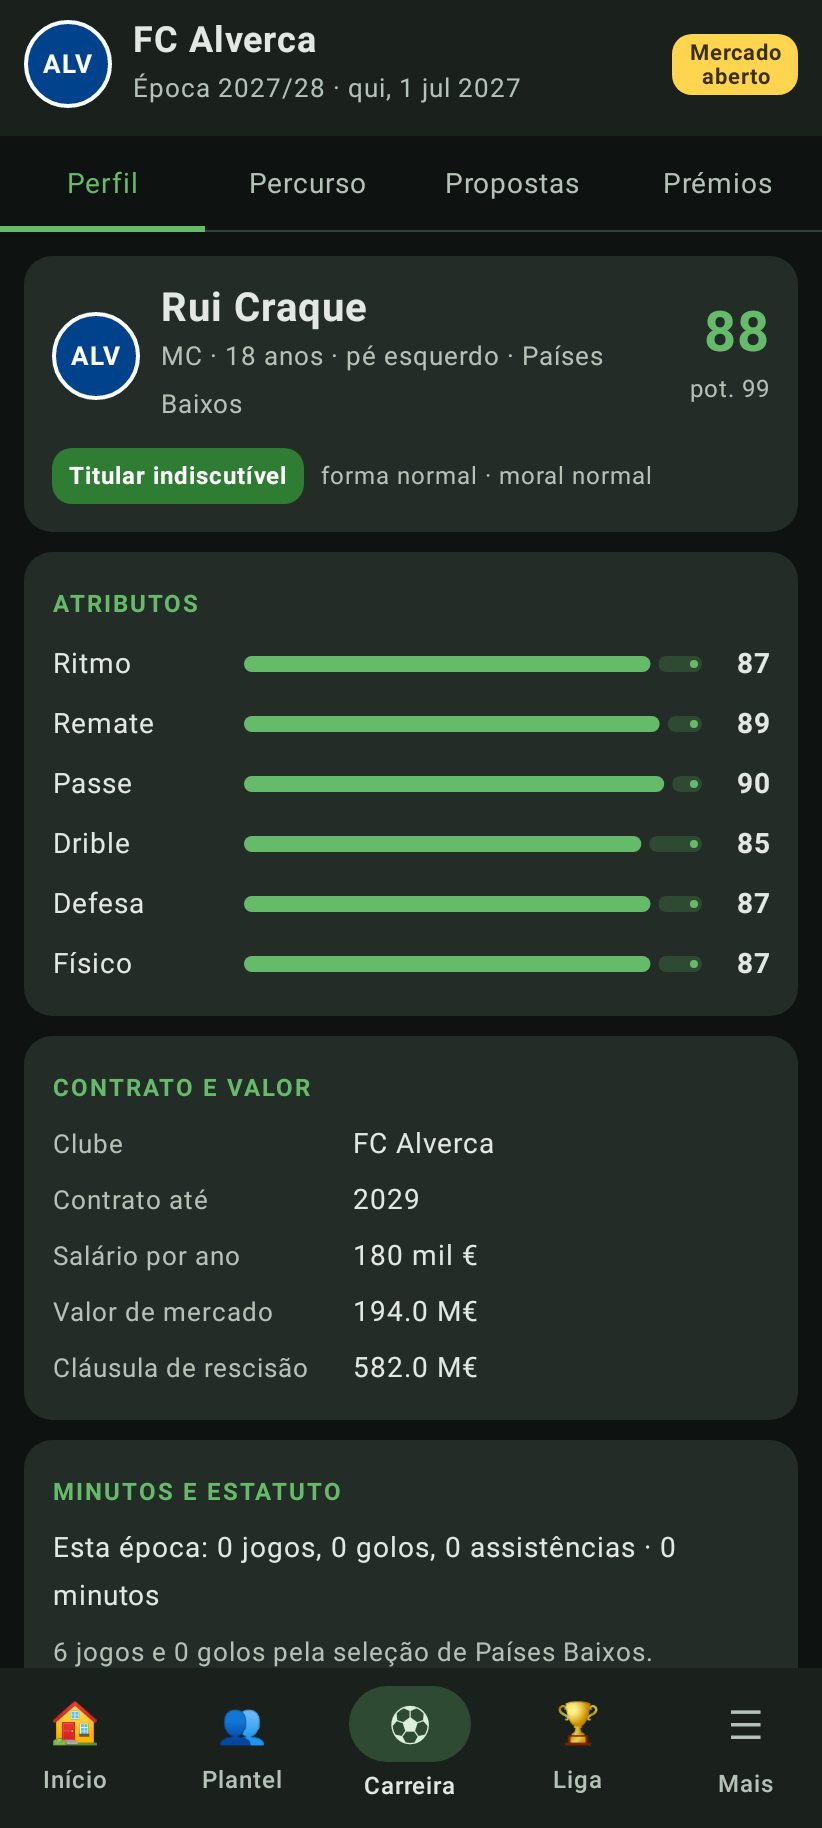 ALV
FC Alverca
Época 2027/28 · qui, 1 jul 2027
Mercado
aberto
Perfil
Percurso
Propostas
Prémios
ALV
Rui Craque
MC · 18 anos · pé esquerdo · Países
Baixos
88
pot. 99
Titular indiscutível
forma normal · moral normal
ATRIBUTOS
Ritmo 87
Remate 89
Passe 90
Drible 85
Defesa 87
Físico 87
CONTRATO E VALOR
Clube FC Alverca
Contrato até 2029
Salário por ano 180 mil €
Valor de mercado 194.0 M€
Cláusula de rescisão 582.0 M€
MINUTOS E ESTATUTO
Esta época: 0 jogos, 0 golos, 0 assistências · 0
minutos
6 jogos e 0 golos pela seleção de Países Baixos.
Início
Plantel
Carreira
Liga
Mais